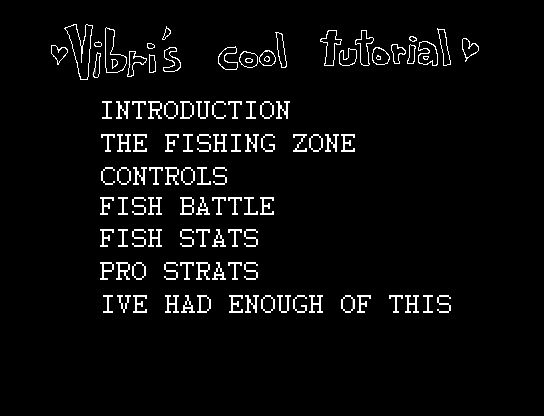 Vibri's cool tutorial
INTRODUCTION
THE FISHING ZONE
CONTROLS
FISH BATTLE
FISH STATS
PRO STRATS
IVE HAD ENOUGH OF THIS